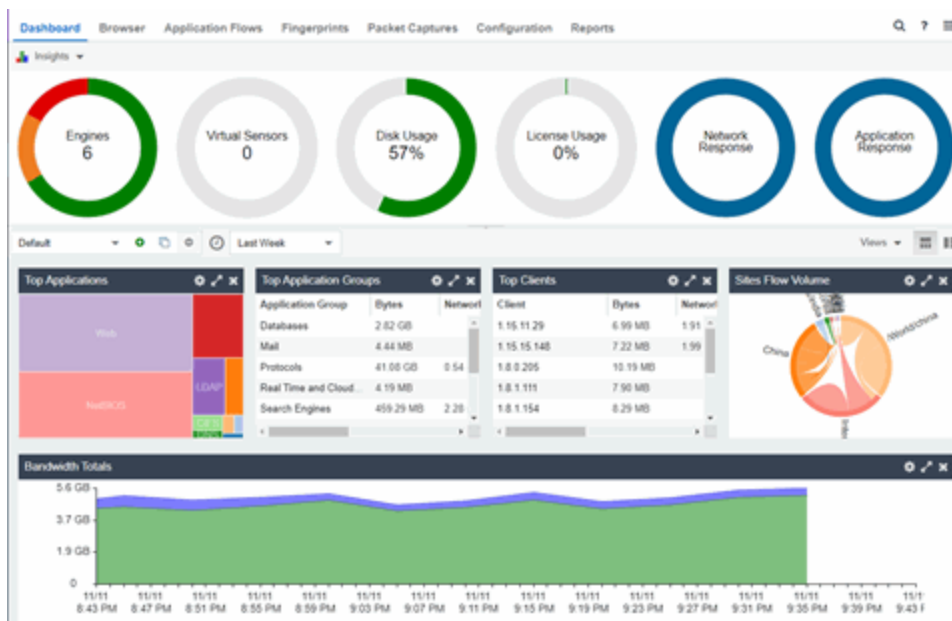 Dashboard Browser Application Flows Fingerprints Packet Captures Configuration Reports
Insights
Engines
6
Virtual Sensors
0
Disk Usage
57%
License Usage
0%
Network
Response
Application
Response
Default
Last Week
Views
Top Applications
Web
NetBIOS
LDAP
DNS
Top Application Groups
Application Group Bytes Network
Databases 2.82 GB
Mail 4.44 MB
Protocols 41.08 GB 0.54
Real Time and Cloud... 4.19 MB
Search Engines 459.29 MB 2.28
Top Clients
Client Bytes Networ
1.15.11.29 6.99 MB 1.91
1.15.15.148 7.22 MB 1.99
1.8.0.205 10.19 MB
1.8.1.111 7.90 MB
1.8.1.154 8.29 MB
Sites Flow Volume
China
/World/china
Inter
Bandwidth Totals
5.6 GB
3.7 GB
1.9 GB
0
11/11 11/11 11/11 11/11 11/11 11/11 11/11 11/11 11/11 11/11 11/11 11/11 11/11 11/11 11/11 11/11
8:43 PM 8:47 PM 8:51 PM 8:55 PM 8:59 PM 9:03 PM 9:07 PM 9:11 PM 9:15 PM 9:19 PM 9:23 PM 9:27 PM 9:31 PM 9:35 PM 9:39 PM 9:43 F